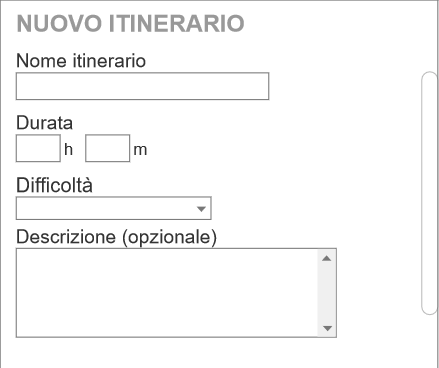 NUOVO ITINERARIO
Nome itinerario
Durata
h m
Difficoltà
Descrizione (opzionale)